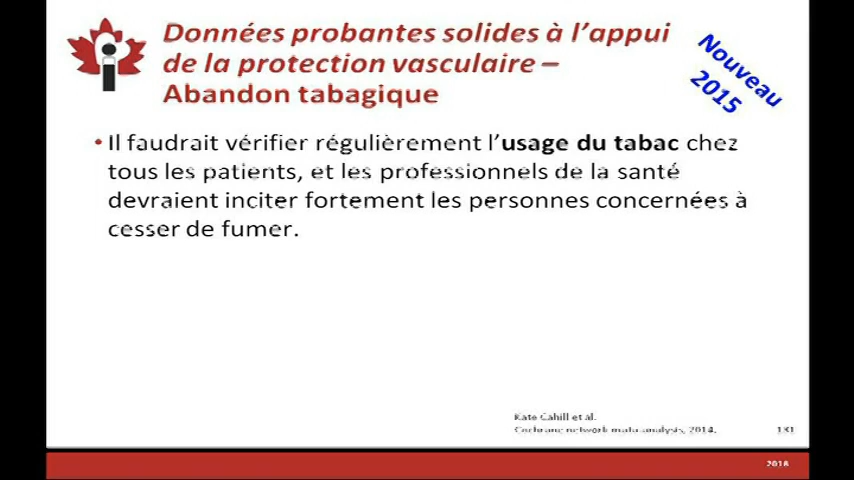 Données probantes solides à l'appui
de la protection vasculaire –
Abandon tabagique
Nouveau
2015
• Il faudrait vérifier régulièrement l'usage du tabac chez
tous les patients, et les professionnels de la santé
devraient inciter fortement les personnes concernées à
cesser de fumer.
Kate Cahill et al.
Cochrane network meta-analysis, 2014.
131
2016